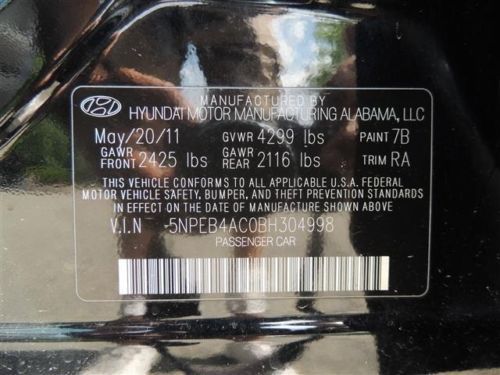 MANUFACTURED BY
HYUNDAI MOTOR MANUFACTURING ALABAMA, LLC
May/20/11 GVWR 4299 lbs PAINT 7B
GAWR FRONT 2425 lbs GAWR REAR 2116 lbs TRIM RA
THIS VEHICLE CONFORMS TO ALL APPLICABLE U.S.A. FEDERAL
MOTOR VEHICLE SAFETY, BUMPER, AND THEFT PREVENTION STANDARDS
IN EFFECT ON THE DATE OF MANUFACTURE SHOWN ABOVE.
V.I.N 5NPEB4AC0BH304998
PASSENGER CAR